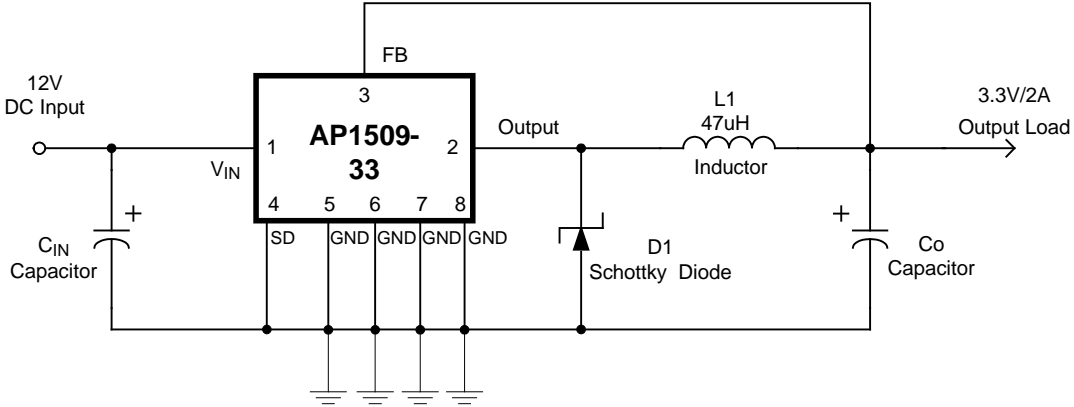 FB
12V
DC Input
3
AP1509-
33
1
2
VIN
Output
L1
47uH
Inductor
3.3V/2A
Output Load
4
5
6
7
8
SD
GND
GND
GND
GND
+
CIN
Capacitor
D1
Schottky Diode
+
Co
Capacitor